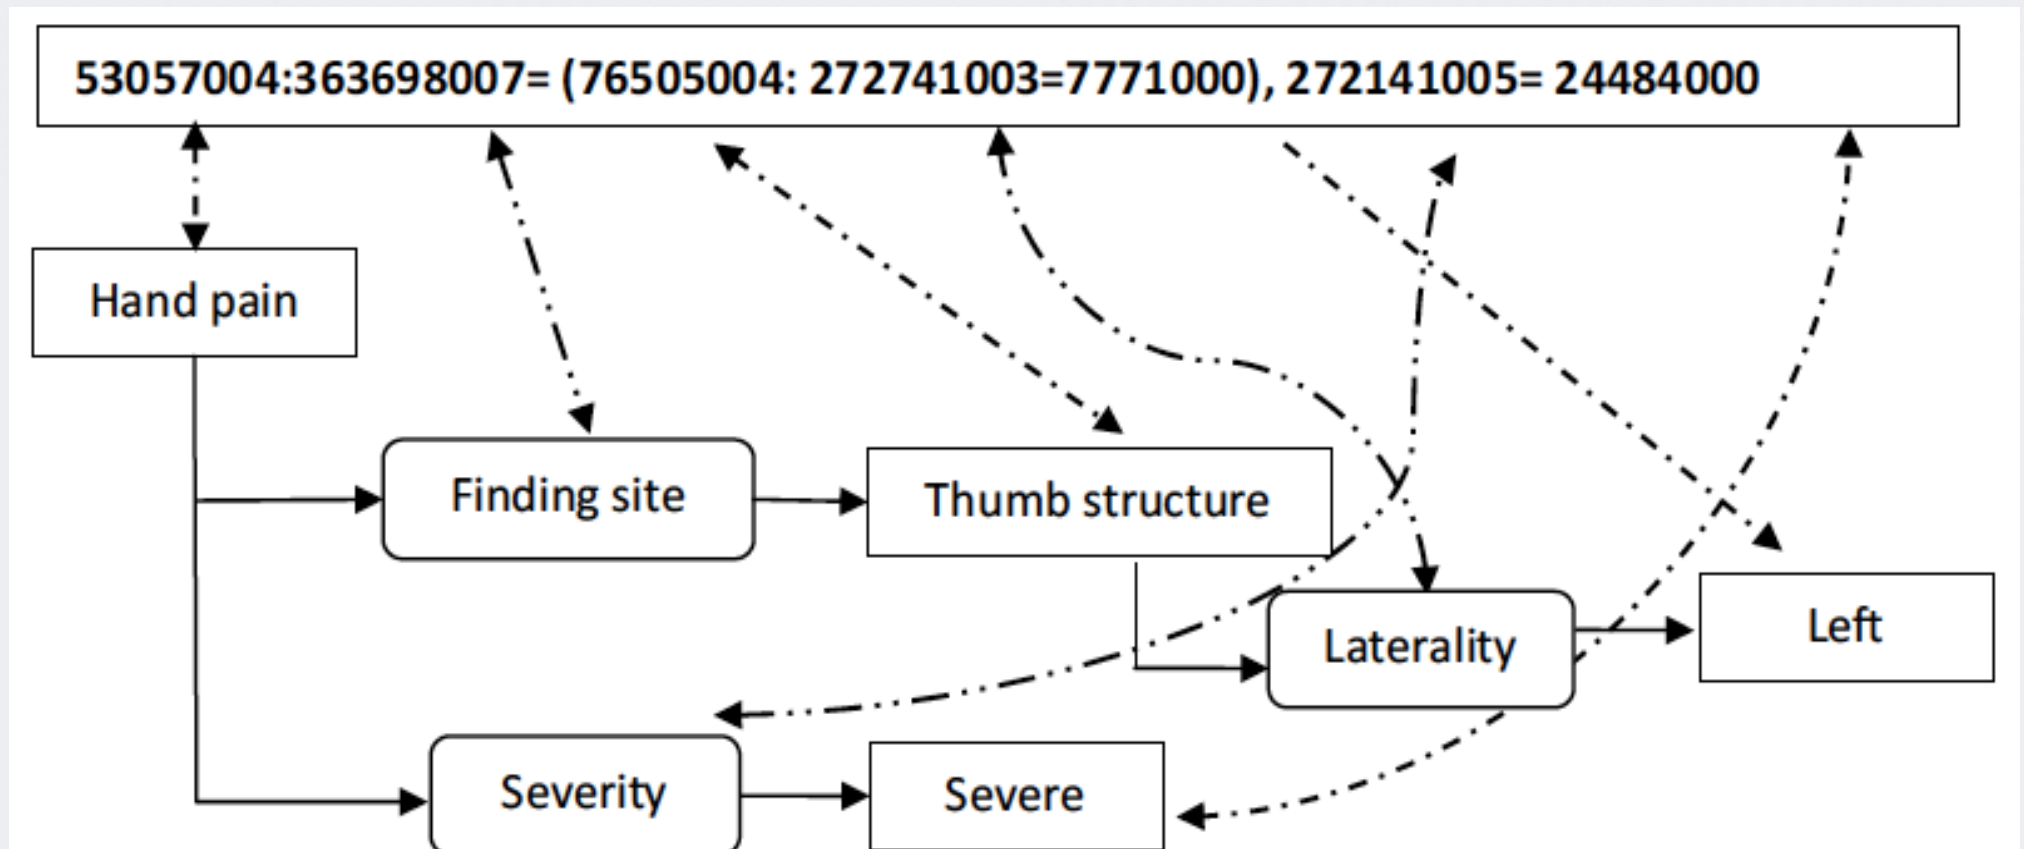 53057004:363698007= (76505004: 272741003=7771000), 272141005= 24484000
Hand pain
Finding site
Thumb structure
Laterality
Left
Severity
Severe